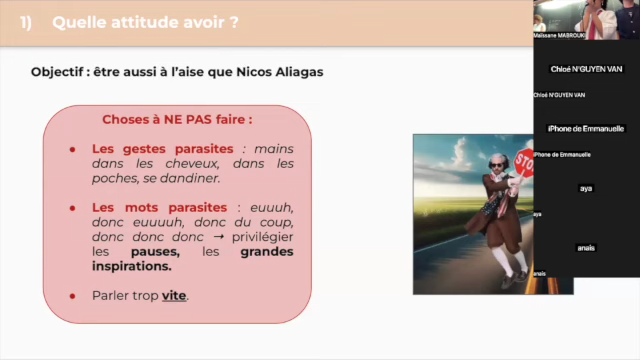 1) Quelle attitude avoir ?
Objectif : être aussi à l'aise que Nicos Aliagas
Choses à NE PAS faire :
● Les gestes parasites : mains
dans les cheveux, dans les
poches, se dandiner.
● Les mots parasites : euuuh,
donc euuuuh, donc du coup,
donc donc donc → privilégier
les pauses, les grandes
inspirations.
● Parler trop vite.
STO
Maïssane MABROUKI
Chloé N'GUYEN VAN
Chloé N'GUYEN VAN
iPhone de Emmanuelle
iPhone de Emmanuelle
aya
aya
anais
anais